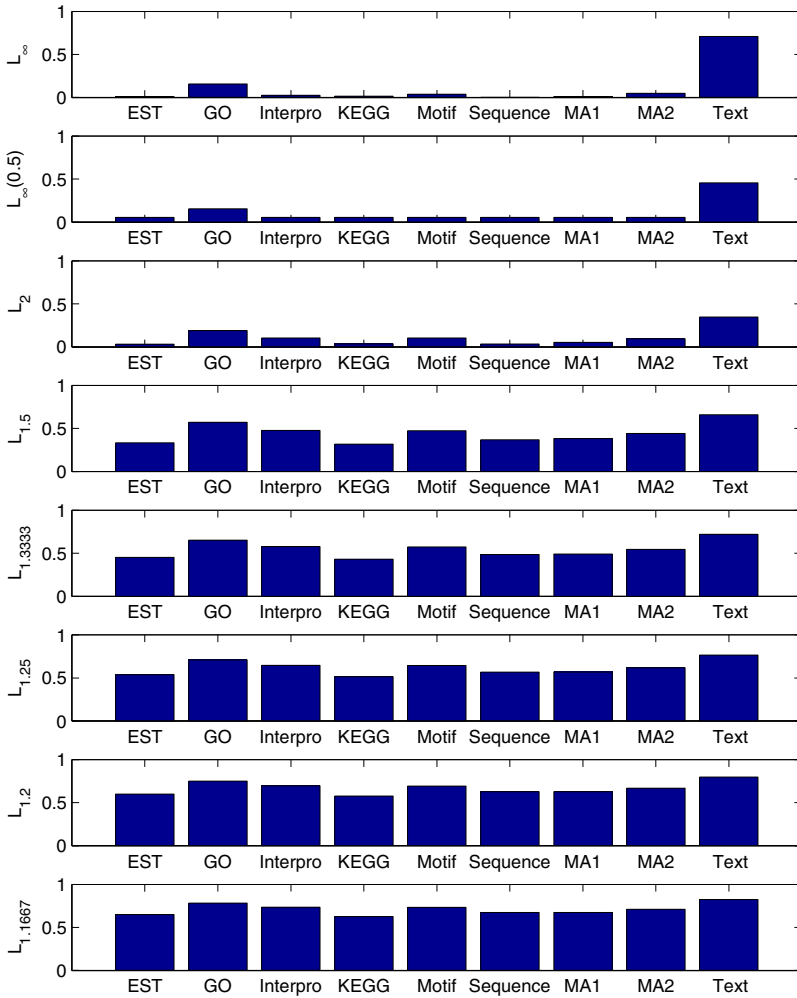 L∞
1
0.5
0
EST GO Interpro KEGG Motif Sequence MA1 MA2 Text
L∞(0.5)
1
0.5
0
EST GO Interpro KEGG Motif Sequence MA1 MA2 Text
L2
1
0.5
0
EST GO Interpro KEGG Motif Sequence MA1 MA2 Text
L1.5
1
0.5
0
EST GO Interpro KEGG Motif Sequence MA1 MA2 Text
L1.3333
1
0.5
0
EST GO Interpro KEGG Motif Sequence MA1 MA2 Text
L1.25
1
0.5
0
EST GO Interpro KEGG Motif Sequence MA1 MA2 Text
L1.2
1
0.5
0
EST GO Interpro KEGG Motif Sequence MA1 MA2 Text
L1.1667
1
0.5
0
EST GO Interpro KEGG Motif Sequence MA1 MA2 Text